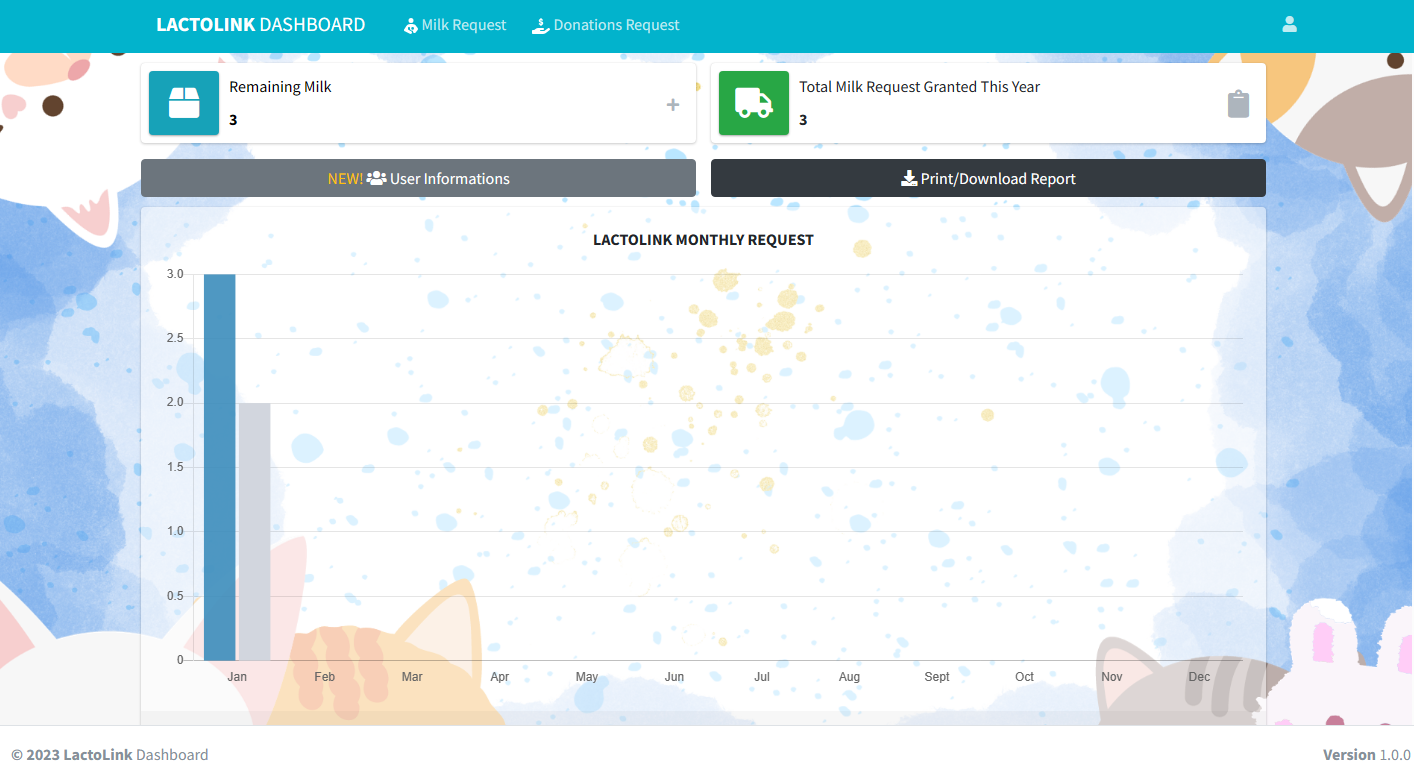 LACTOLINK DASHBOARD Milk Request Donations Request
Remaining Milk
3
Total Milk Request Granted This Year
3
NEW! User Informations
Print/Download Report
LACTOLINK MONTHLY REQUEST
3.0
2.5
2.0
1.5
1.0
0.5
0
Jan Feb Mar Apr May Jun Jul Aug Sept Oct Nov Dec
© 2023 LactoLink Dashboard
Version 1.0.0